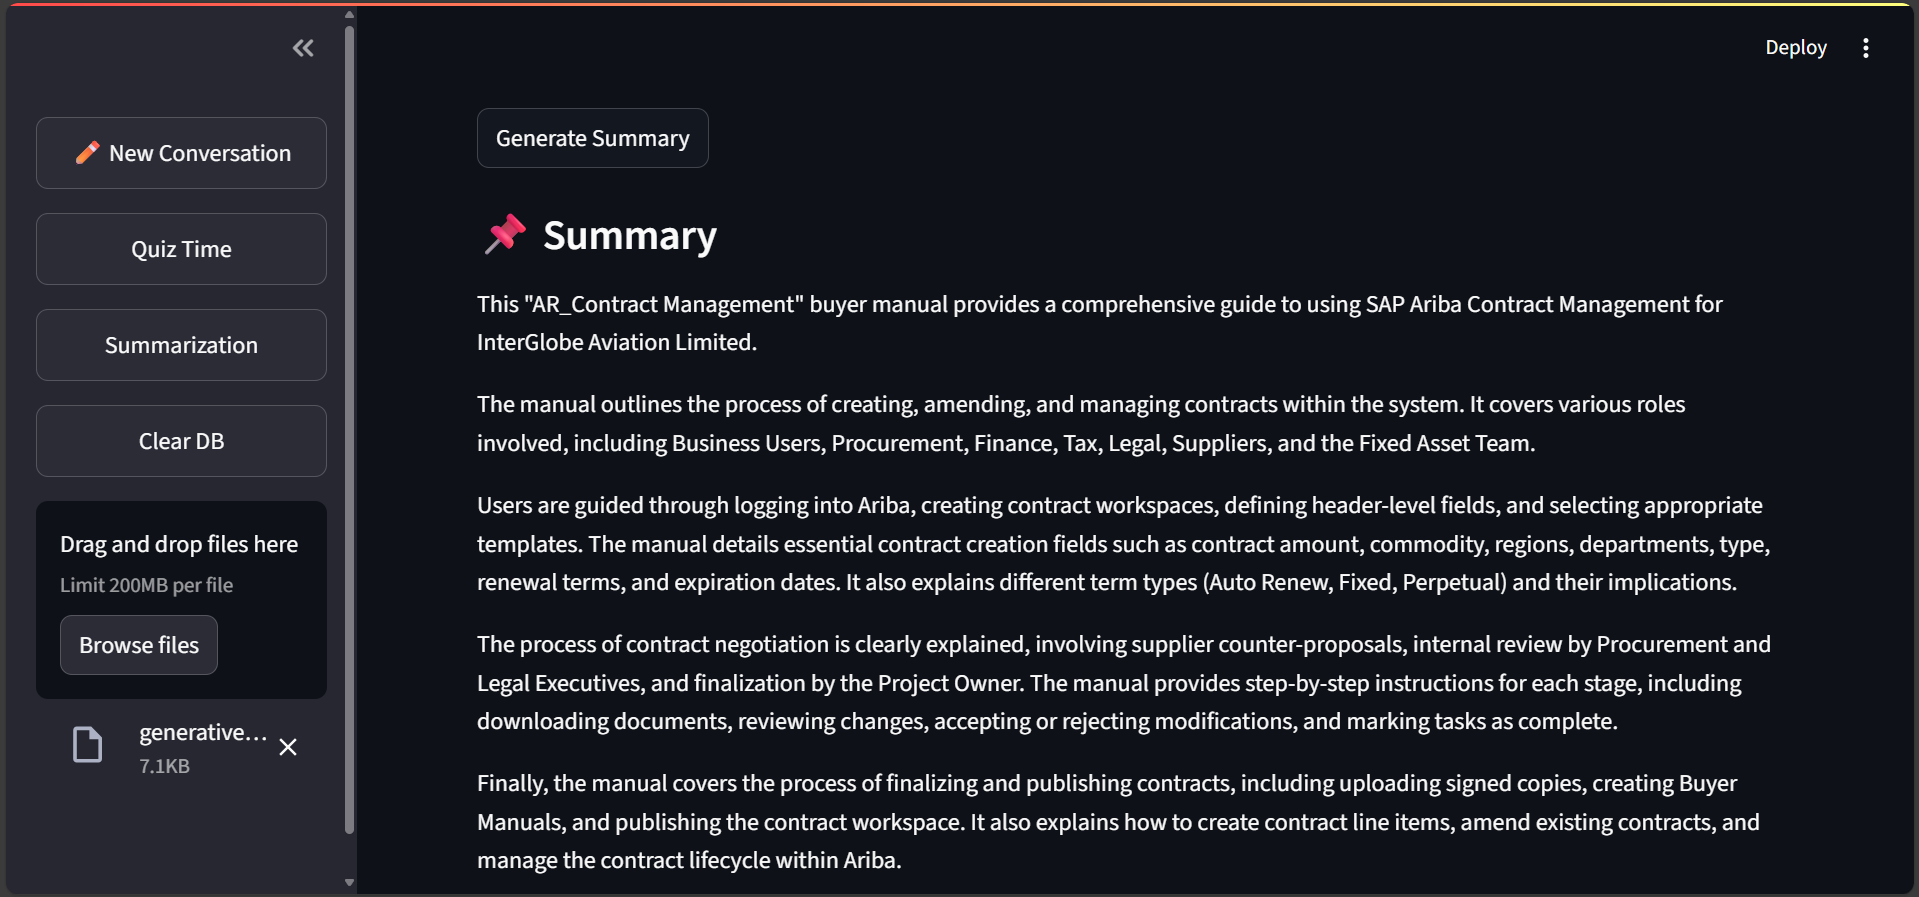 Deploy
New Conversation
Quiz Time
Summarization
Clear DB
Drag and drop files here
Limit 200MB per file
Browse files
generative...
7.1KB
Generate Summary
Summary
This "AR_Contract Management" buyer manual provides a comprehensive guide to using SAP Ariba Contract Management for
InterGlobe Aviation Limited.
The manual outlines the process of creating, amending, and managing contracts within the system. It covers various roles
involved, including Business Users, Procurement, Finance, Tax, Legal, Suppliers, and the Fixed Asset Team.
Users are guided through logging into Ariba, creating contract workspaces, defining header-level fields, and selecting appropriate
templates. The manual details essential contract creation fields such as contract amount, commodity, regions, departments, type,
renewal terms, and expiration dates. It also explains different term types (Auto Renew, Fixed, Perpetual) and their implications.
The process of contract negotiation is clearly explained, involving supplier counter-proposals, internal review by Procurement and
Legal Executives, and finalization by the Project Owner. The manual provides step-by-step instructions for each stage, including
downloading documents, reviewing changes, accepting or rejecting modifications, and marking tasks as complete.
Finally, the manual covers the process of finalizing and publishing contracts, including uploading signed copies, creating Buyer
Manuals, and publishing the contract workspace. It also explains how to create contract line items, amend existing contracts, and
manage the contract lifecycle within Ariba.